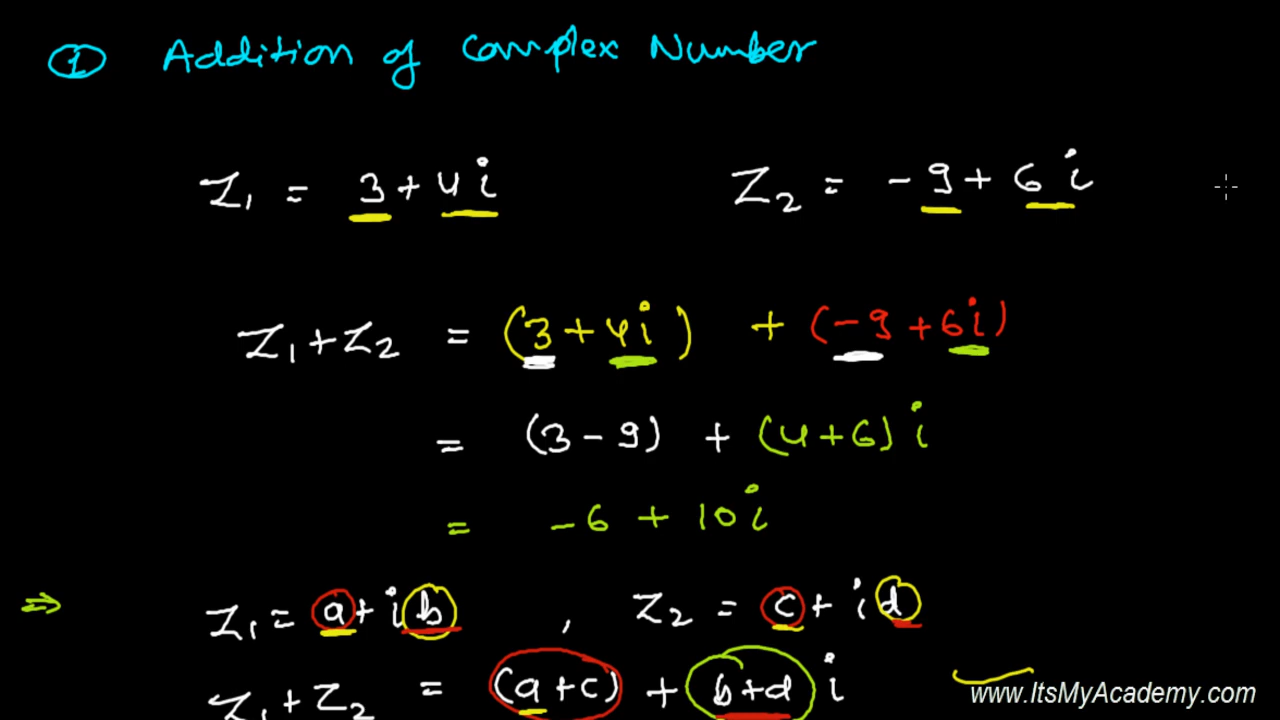 ① Addition of Complex Number
Z₁ = 3 + 4i Z₂ = -9 + 6i
Z₁ + Z₂ = (3 + 4i) + (-9 + 6i)
= (3 - 9) + (4 + 6) i
= -6 + 10i
⇒ Z₁ = a + ib , Z₂ = c + id
Z₁ + Z₂ = (a + c) + (b + d) i
www.ItsMyAcademy.com